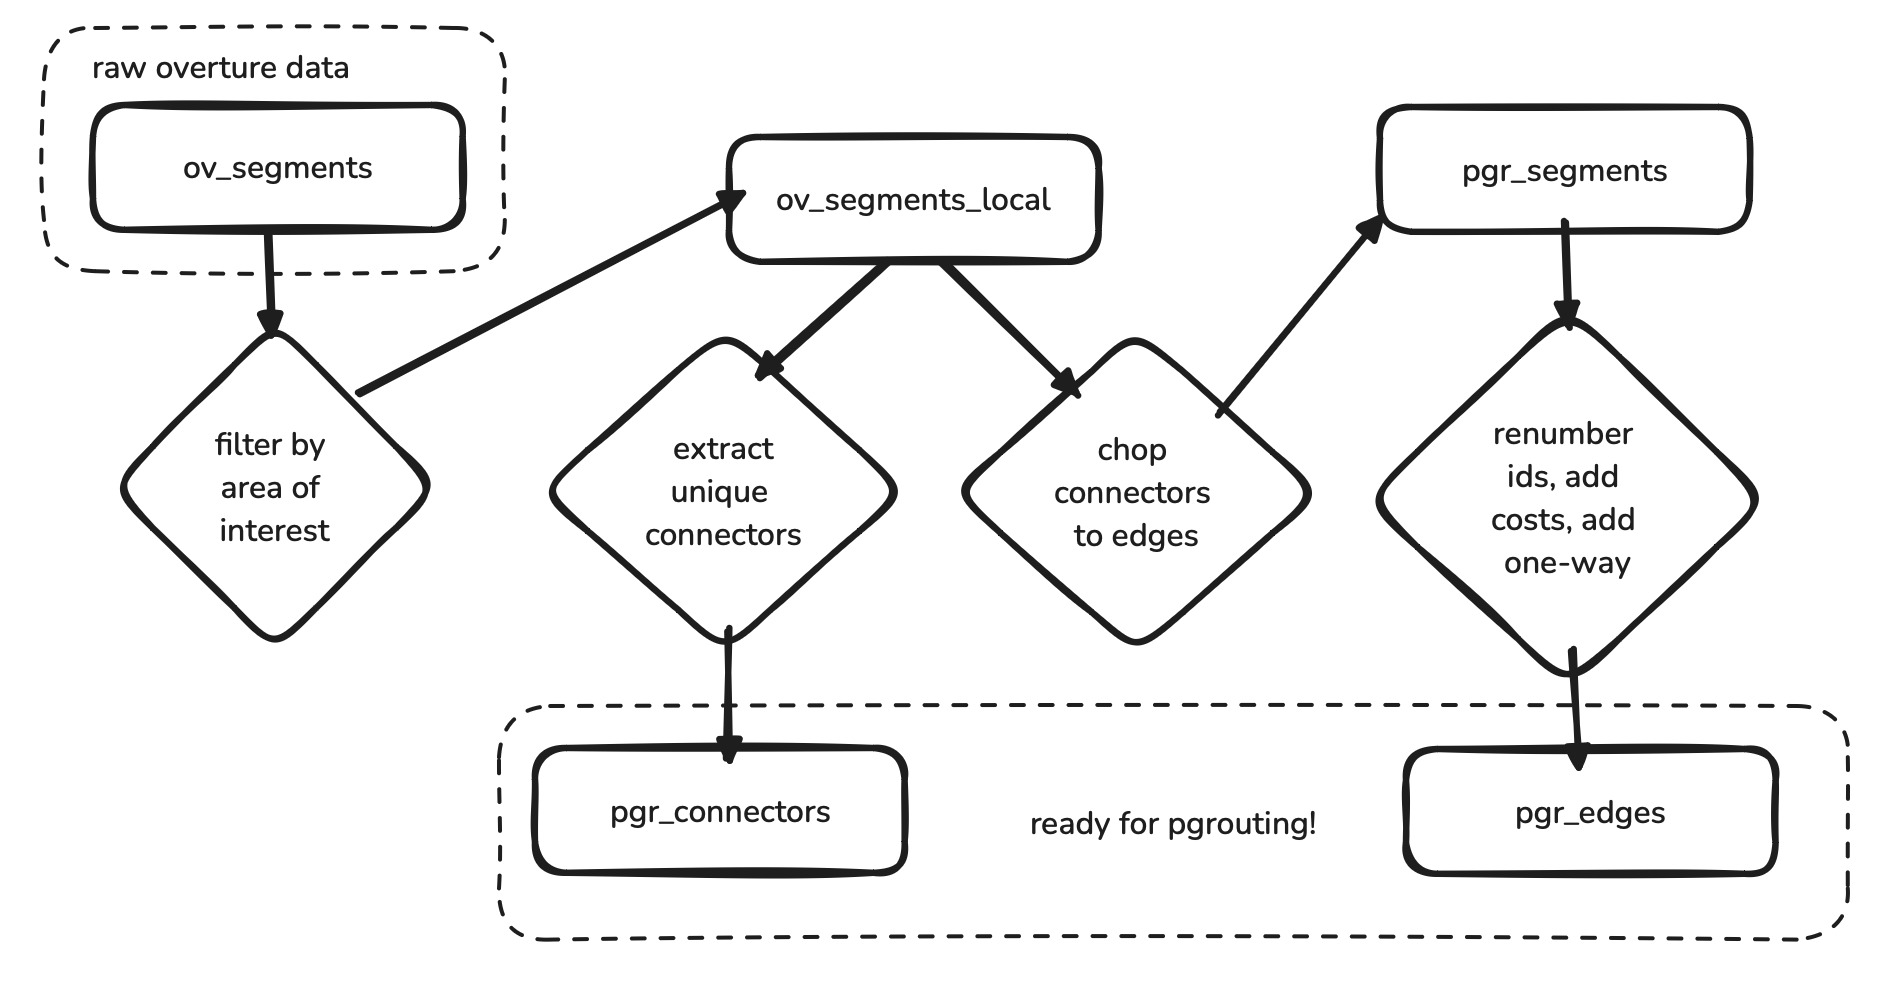 raw overture data
ov_segments
ov_segments_local
pgr_segments
filter by
area of
interest
extract
unique
connectors
chop
connectors
to edges
renumber
ids, add
costs, add
one-way
pgr_connectors
ready for pgrouting!
pgr_edges